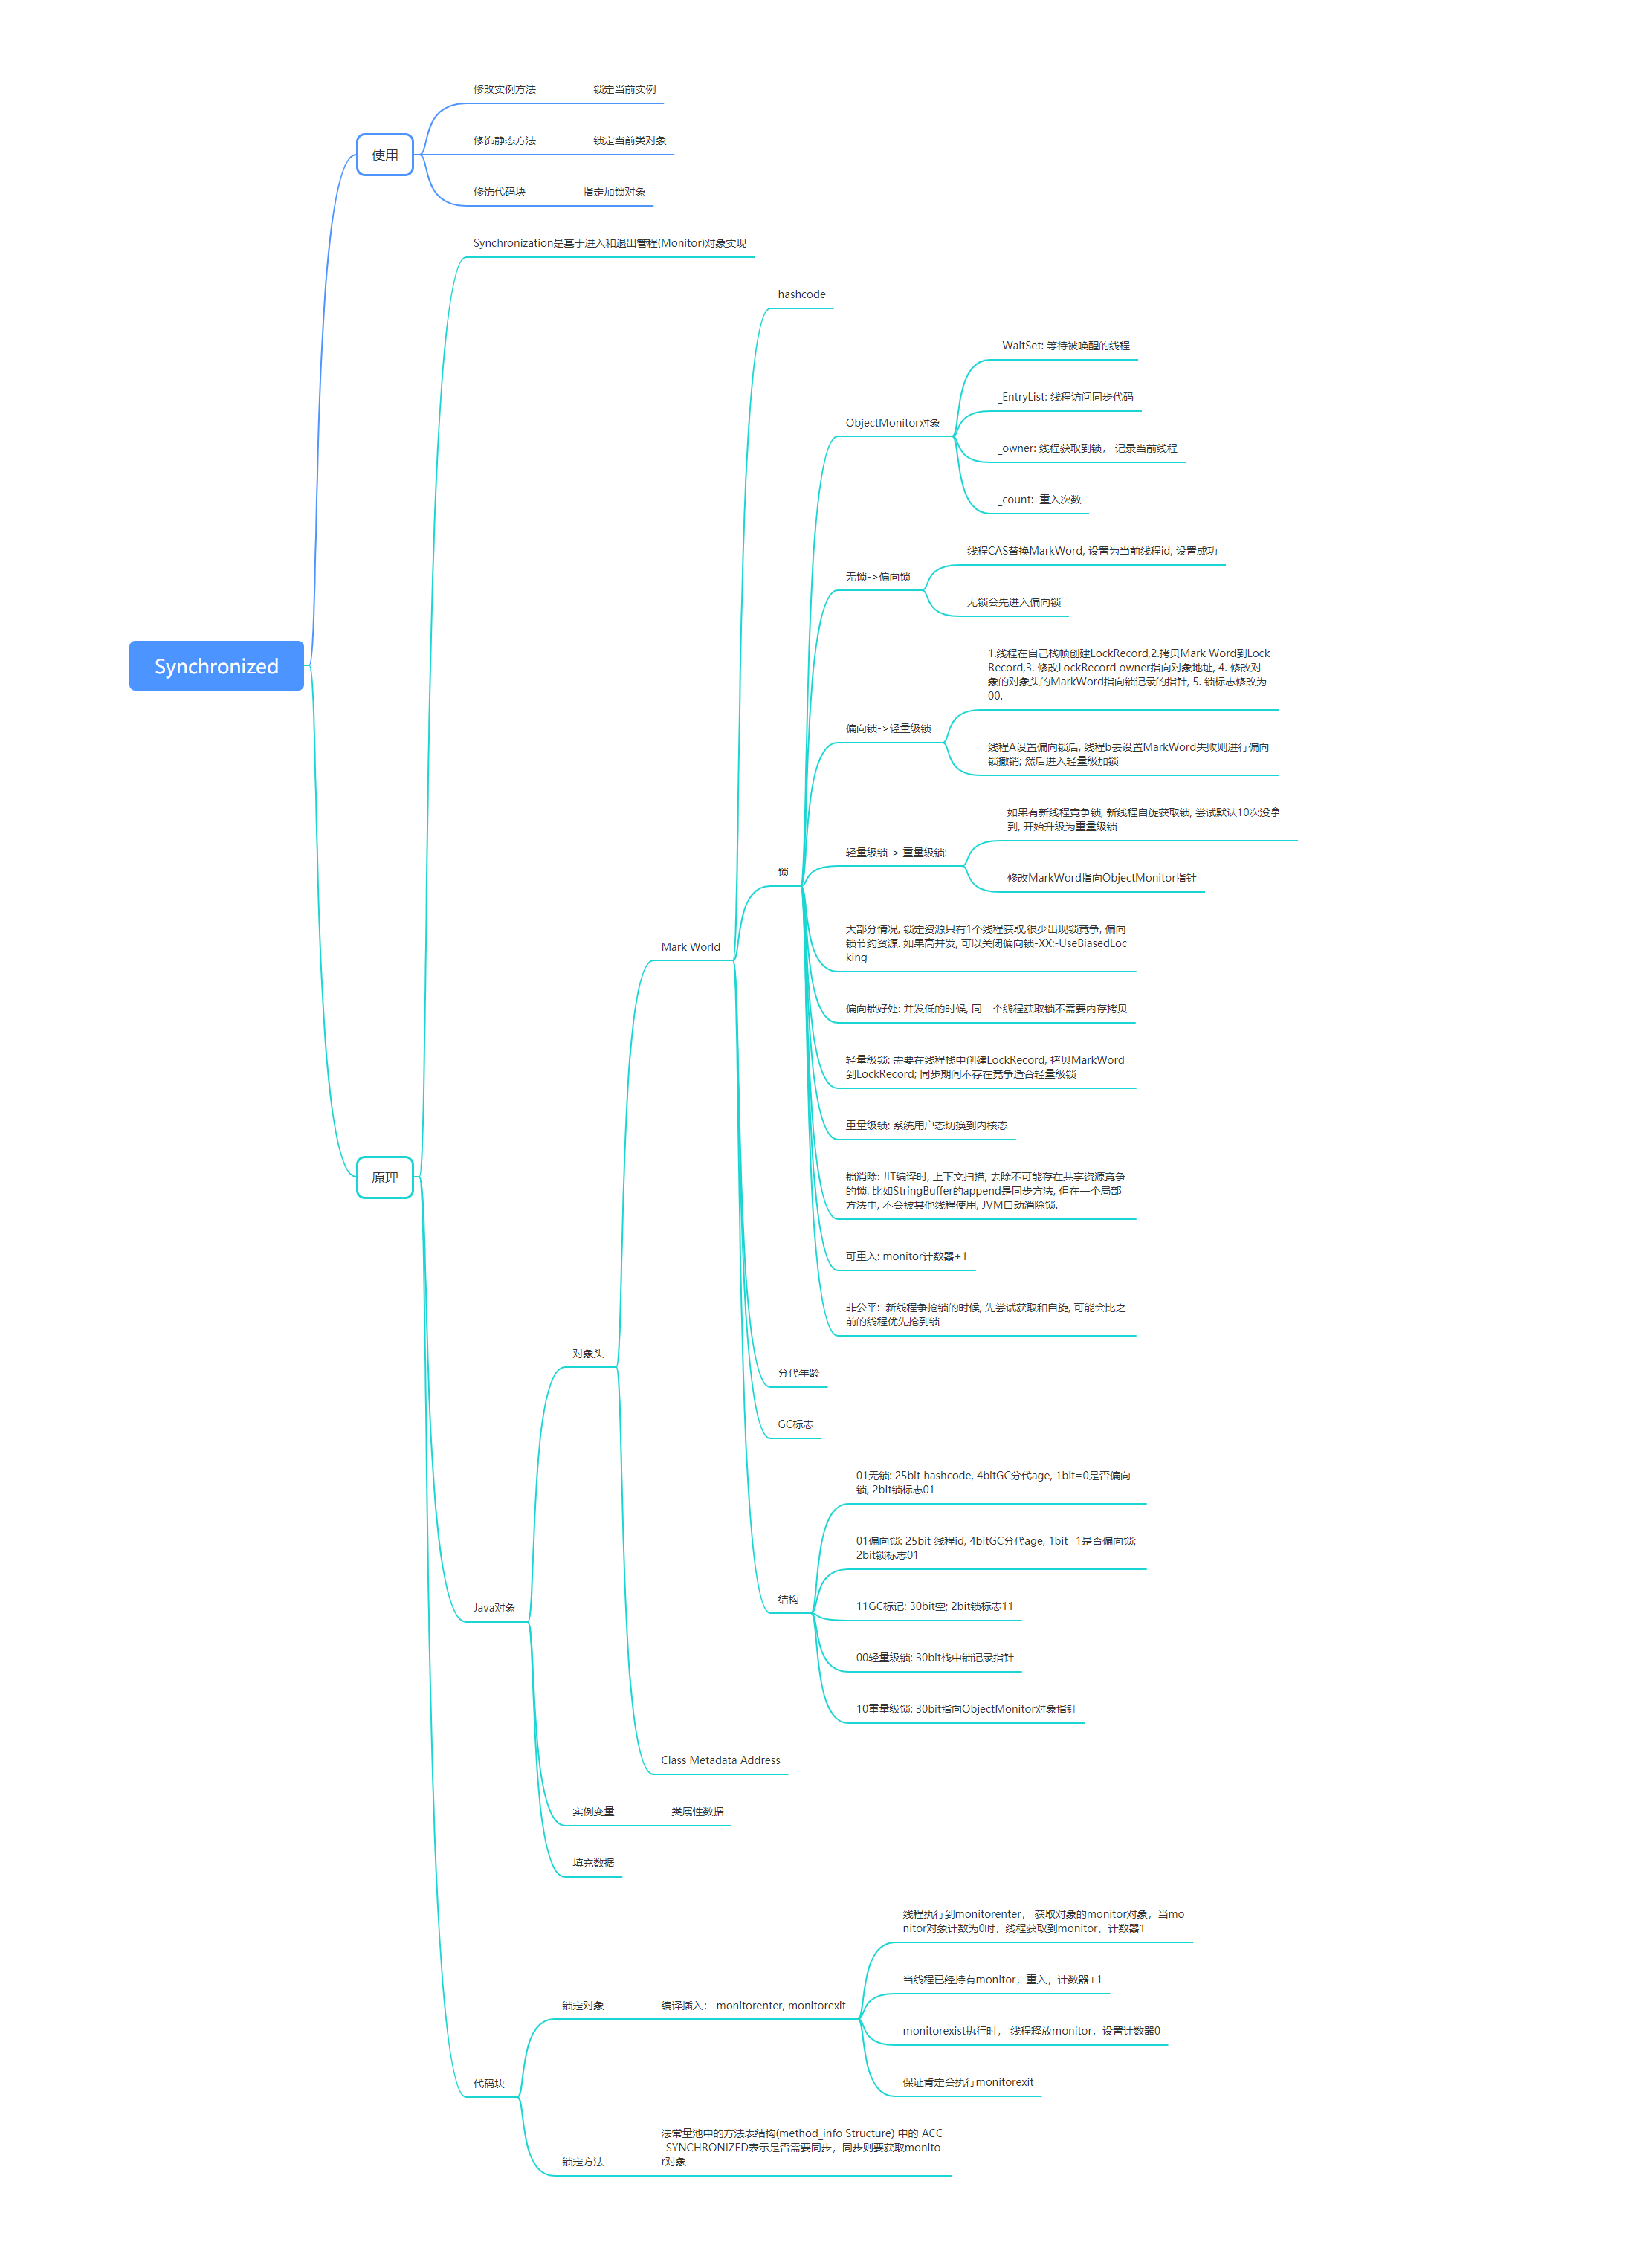 修改实例方法 锁定当前实例
使用
修饰静态方法 锁定当前类对象
修饰代码块 指定加锁对象
Synchronization是基于进入和退出管程(Monitor)对象实现
hashcode
_WaitSet: 等待被唤醒的线程
_EntryList: 线程访问同步代码
ObjectMonitor对象
_owner: 线程获取到锁， 记录当前线程
_count: 重入次数
线程CAS替换MarkWord, 设置为当前线程id, 设置成功
无锁->偏向锁
无锁会先进入偏向锁
1.线程在自己栈帧创建LockRecord,2.拷贝Mark Word到Lock
Record,3. 修改LockRecord owner指向对象地址, 4. 修改对
象的对象头的MarkWord指向锁记录的指针, 5. 锁标志修改为
00.
Synchronized
偏向锁->轻量级锁
线程A设置偏向锁后, 线程b去设置MarkWord失败则进行偏向
锁撤销; 然后进入轻量级加锁
如果有新线程竞争锁, 新线程自旋获取锁, 尝试默认10次没拿
到, 开始升级为重量级锁
轻量级锁-> 重量级锁:
修改MarkWord指向ObjectMonitor指针
锁
大部分情况, 锁定资源只有1个线程获取,很少出现锁竞争, 偏向
锁节约资源. 如果高并发, 可以关闭偏向锁-XX:-UseBiasedLoc
king
Mark World
偏向锁好处: 并发低的时候, 同一个线程获取锁不需要内存拷贝
轻量级锁: 需要在线程栈中创建LockRecord, 拷贝MarkWord
到LockRecord; 同步期间不存在竞争适合轻量级锁
重量级锁: 系统用户态切换到内核态
原理
锁消除: JIT编译时, 上下文扫描, 去除不可能存在共享资源竞争
的锁. 比如StringBuffer的append是同步方法, 但在一个局部
方法中, 不会被其他线程使用, JVM自动消除锁.
可重入: monitor计数器+1
非公平: 新线程争抢锁的时候, 先尝试获取和自旋, 可能会比之
前的线程优先抢到锁
对象头
分代年龄
GC标志
01无锁: 25bit hashcode, 4bitGC分代age, 1bit=0是否偏向
锁, 2bit锁标志01
01偏向锁: 25bit 线程id, 4bitGC分代age, 1bit=1是否偏向锁;
2bit锁标志01
结构
Java对象
11GC标记: 30bit空; 2bit锁标志11
00轻量级锁: 30bit栈中锁记录指针
10重量级锁: 30bit指向ObjectMonitor对象指针
Class Metadata Address
实例变量 类属性数据
填充数据
线程执行到monitorenter， 获取对象的monitor对象，当mo
nitor对象计数为0时，线程获取到monitor，计数器1
当线程已经持有monitor，重入，计数器+1
锁定对象 编译插入： monitorenter, monitorexit
monitorexist执行时， 线程释放monitor，设置计数器0
保证肯定会执行monitorexit
代码块
法常量池中的方法表结构(method_info Structure) 中的 ACC
_SYNCHRONIZED表示是否需要同步，同步则要获取monito
r对象
锁定方法